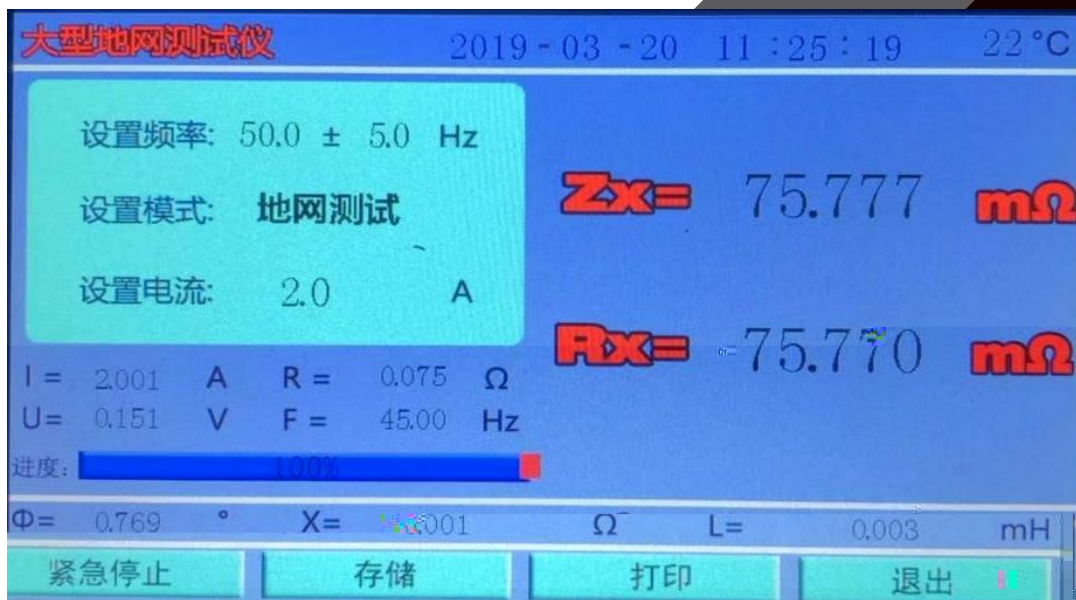 大型地网测试仪 2019-03-20 11:25:19 22°C
设置频率: 50.0 ± 5.0 Hz
设置模式: 地网测试
设置电流: 2.0 A
Zx= 75.777 mΩ
Rx= 75.770 mΩ
I = 2.001 A R = 0.075 Ω
U= 0.151 V F = 45.00 Hz
进度: 100%
Φ= 0.769 ° X= 0.001 Ω L= 0.003 mH
紧急停止 存储 打印 退出